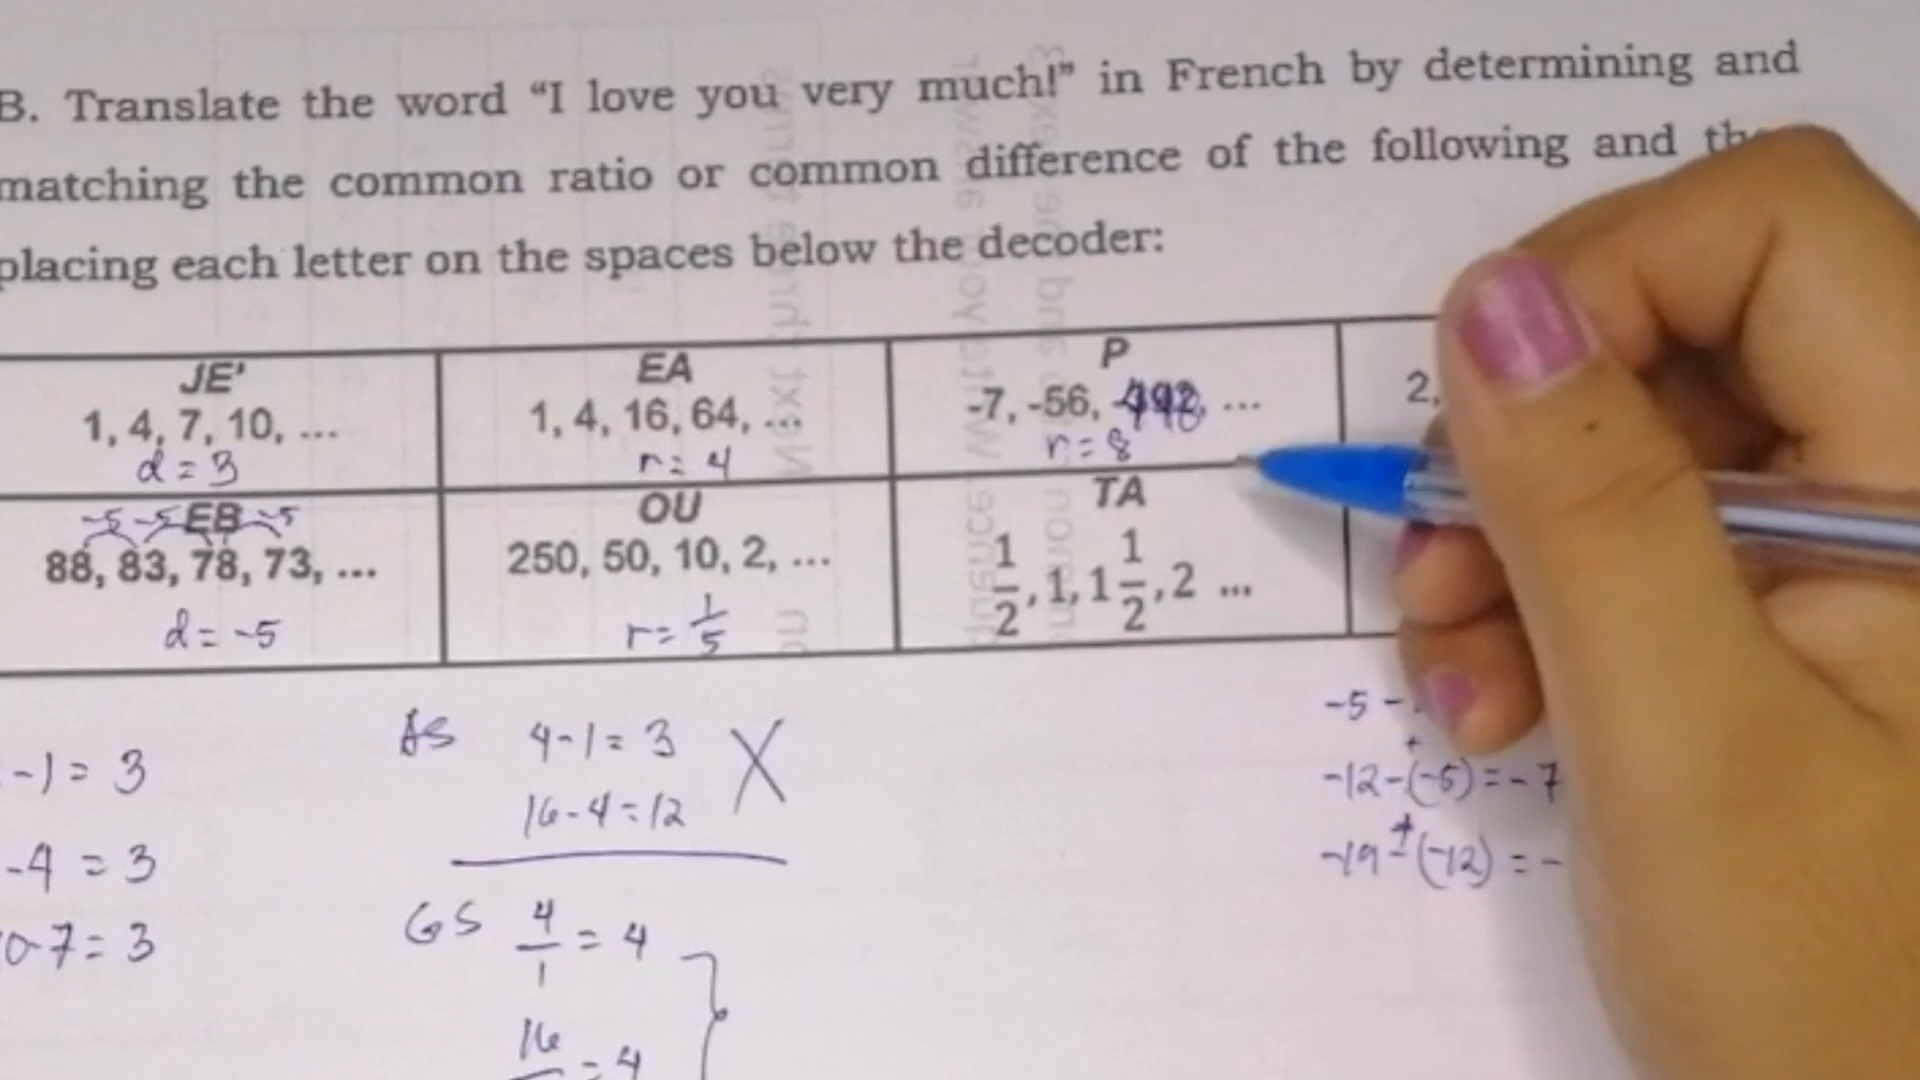 B. Translate the word “I love you very much!” in French by determining and
matching the common ratio or common difference of the following and
placing each letter on the spaces below the decoder:
JE' EA P
1, 4, 7, 10, ... 1, 4, 16, 64, ... -7, -56, ... 2,
d = 3 r = 4 r = 8
-5 -5 EB -5 OU TA
88, 83, 78, 73, ... 250, 50, 10, 2, ... 1/2, 1, 1 1/2, 2 ...
d = -5 r = 1/5
-5 -
AS 4-1 = 3
-1 = 3 -12-(-5) = -7
16-4 = 12
-4 = 3 -19-(-12) = -
GS 4/1 = 4
0-7 = 3
16
= 4